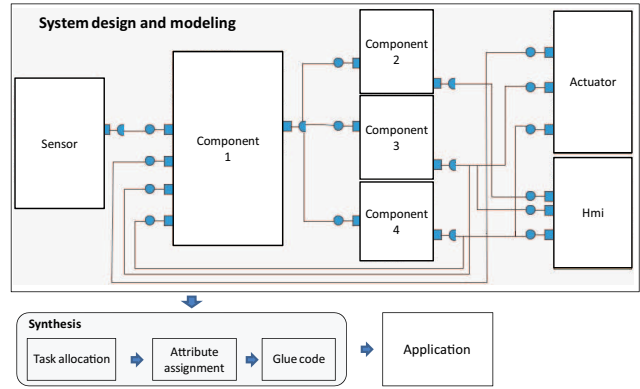 System design and modeling
Sensor
Component
1
Component
2
Component
3
Component
4
Actuator
Hmi
Synthesis
Task allocation
Attribute
assignment
Glue code
Application